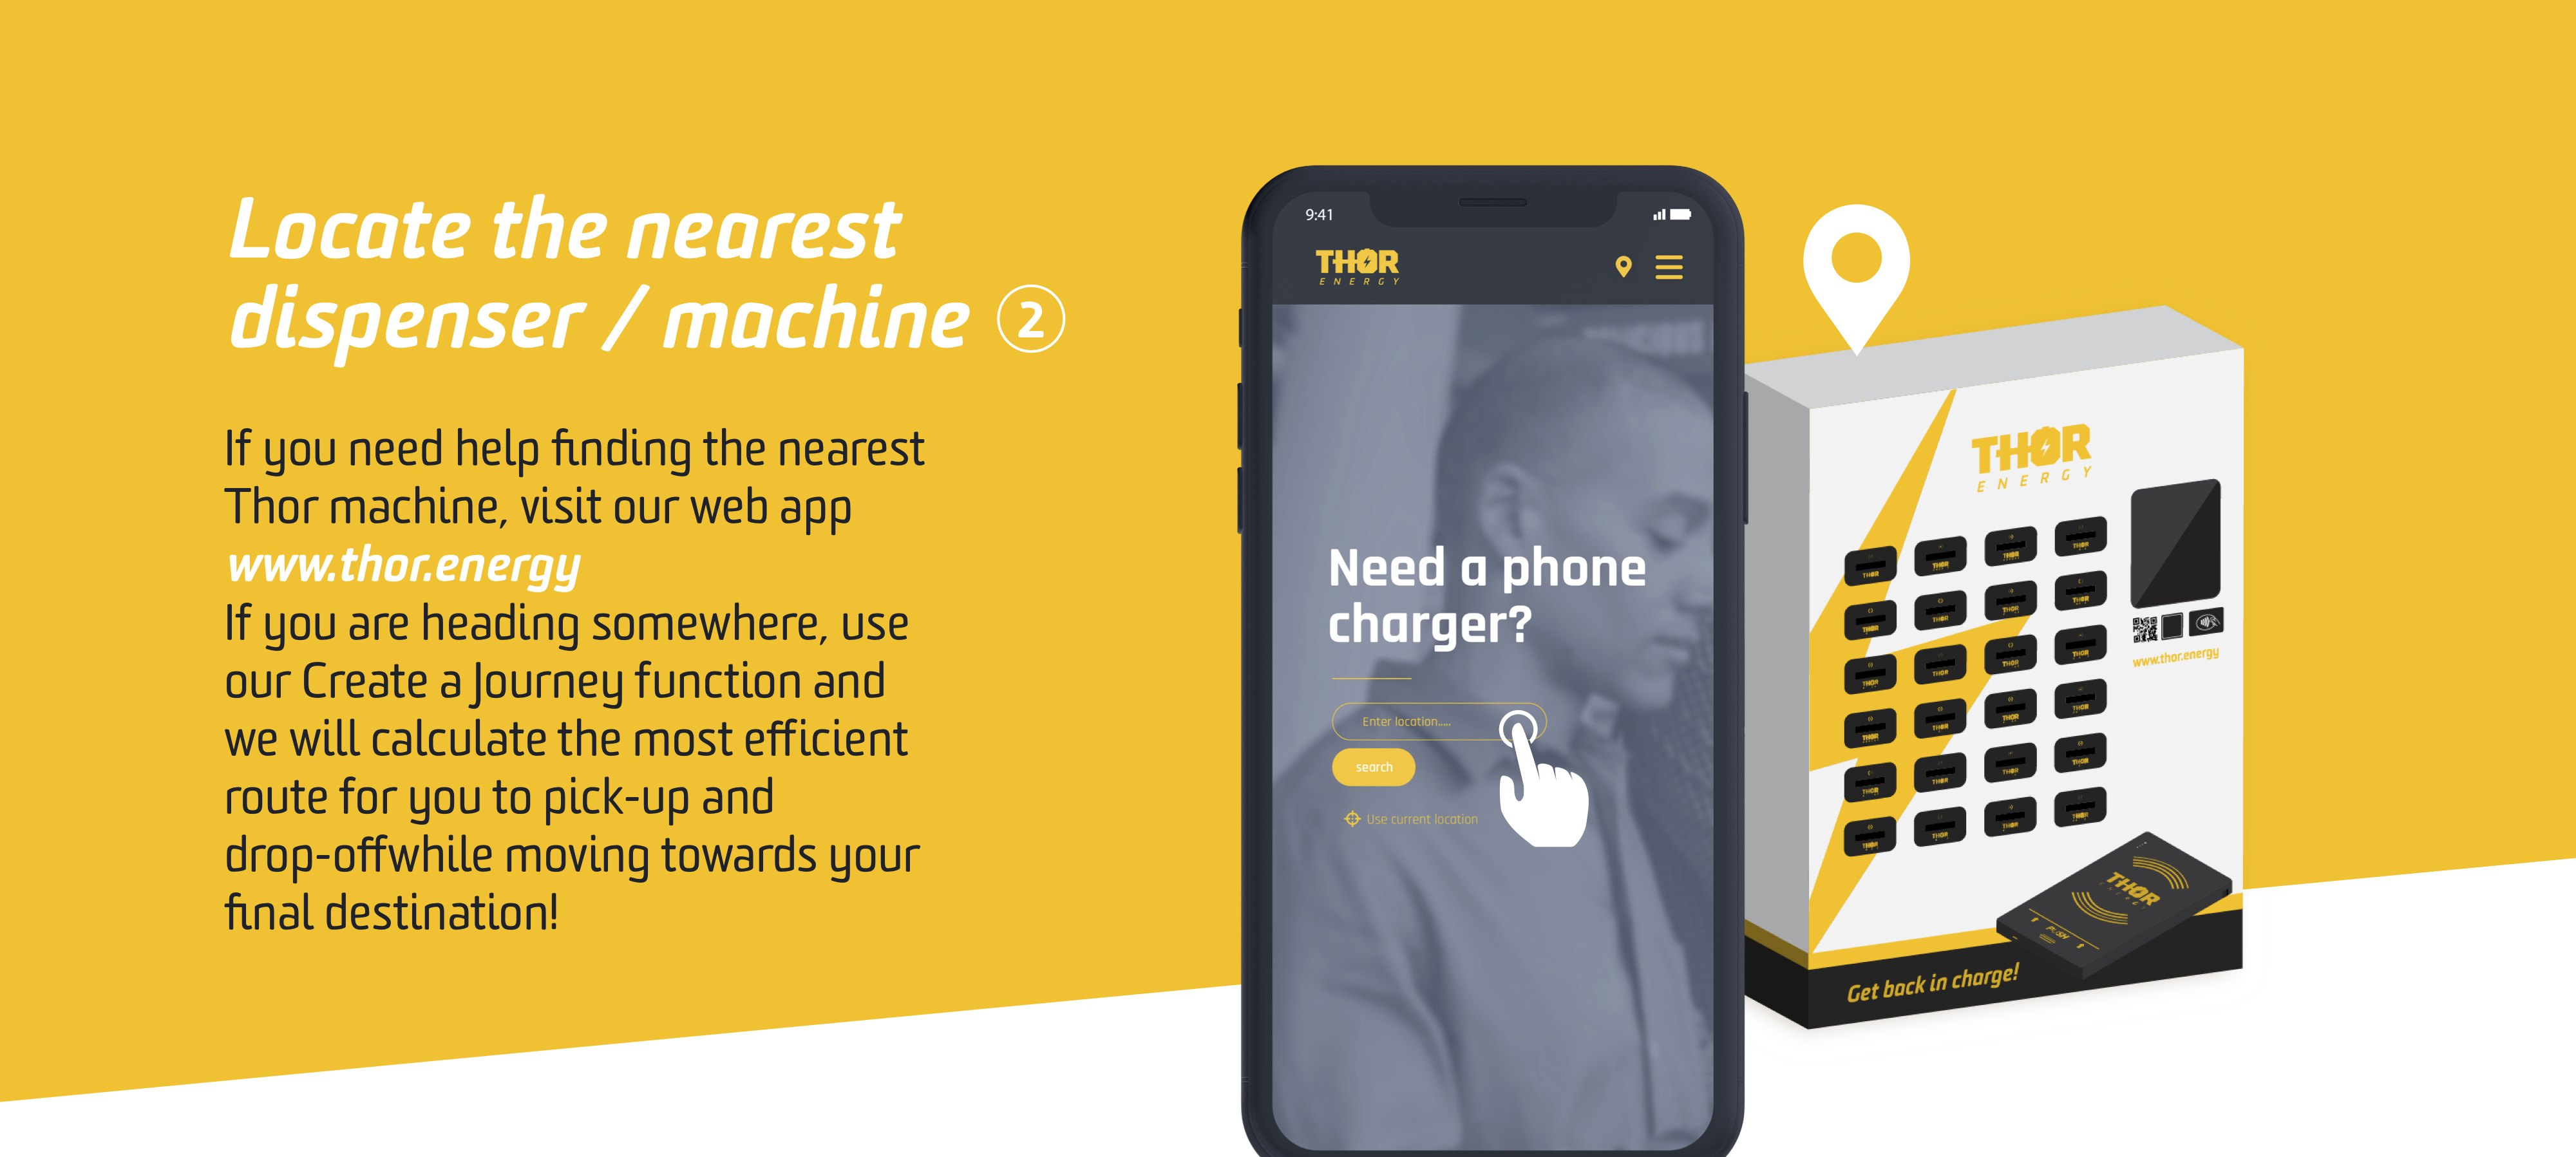 Locate the nearest
dispenser / machine 2
If you need help finding the nearest
Thor machine, visit our web app
www.thor.energy
If you are heading somewhere, use
our Create a Journey function and
we will calculate the most efficient
route for you to pick-up and
drop-offwhile moving towards your
final destination!
9:41
THOR
ENERGY
Need a phone
charger?
Enter location.....
search
Use current location
THOR
ENERGY
www.thor.energy
THOR
ENERGY
PUSH
Get back in charge!